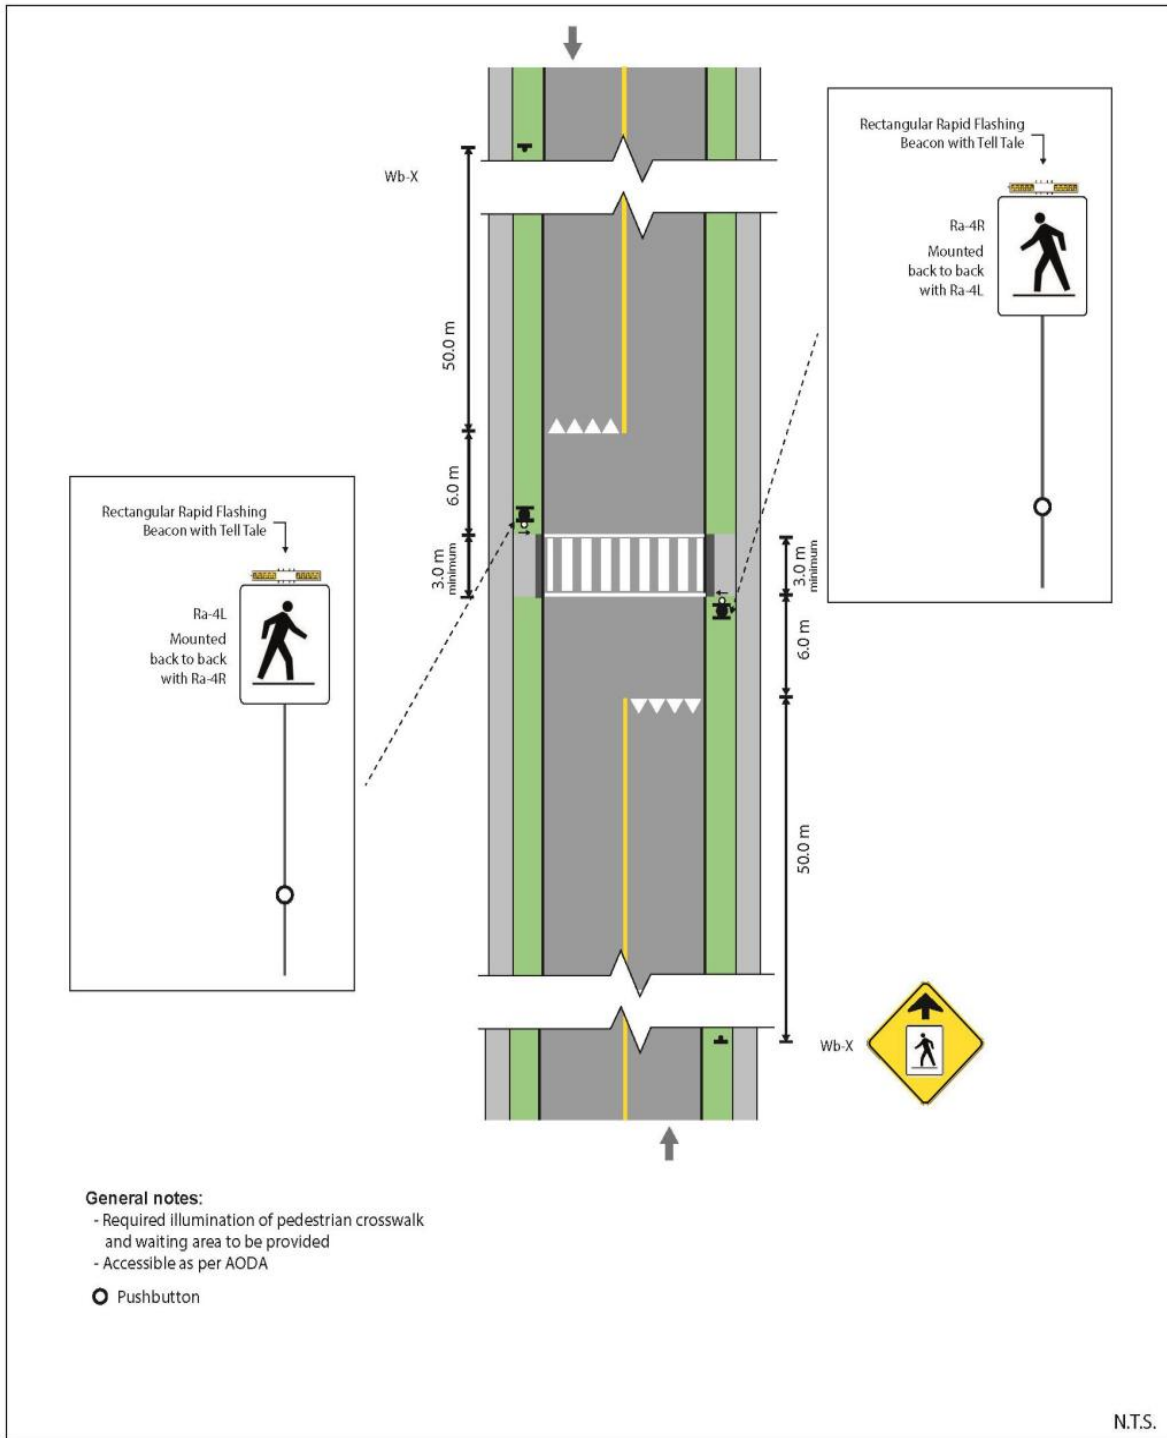 Rectangular Rapid Flashing
Beacon with Tell Tale
Ra-4R
Mounted
back to back
with Ra-4L
Wb-X
50.0 m
6.0 m
3.0 m
minimum
Rectangular Rapid Flashing
Beacon with Tell Tale
Ra-4L
Mounted
back to back
with Ra-4R
3.0 m
minimum
6.0 m
50.0 m
Wb-X
General notes:
- Required illumination of pedestrian crosswalk
and waiting area to be provided
- Accessible as per AODA
Pushbutton
N.T.S.